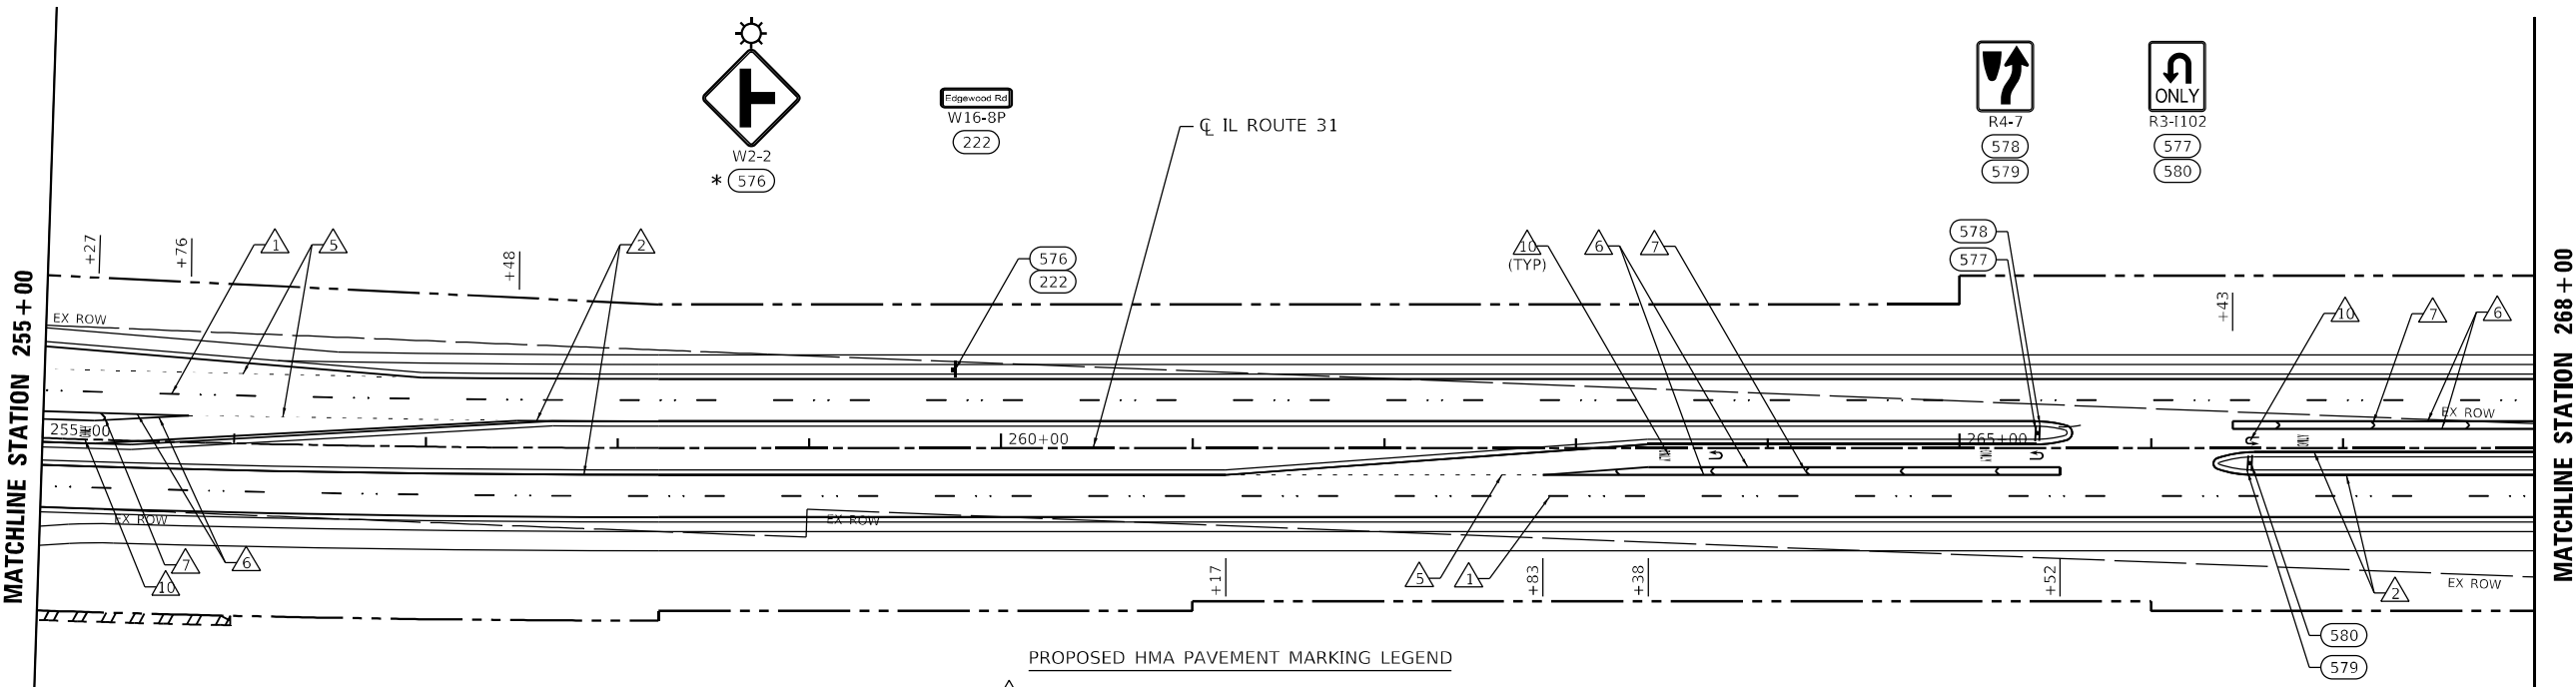 Edgewood Rd
W16-8P
222
W2-2
* 576
℄ IL ROUTE 31
R4-7
578
579
ONLY
R3-I102
577
580
+27
+76
1
5
+48
2
576
222
10
(TYP)
6
7
578
577
+43
10
7
6
MATCHLINE STATION 255+00
MATCHLINE STATION 268+00
EX ROW
EX ROW
255+00
260+00
265+00
ONLY
ONLY
ONLY
EX ROW
EX ROW
10
7
6
+17
5
1
+83
+38
+52
2
EX ROW
580
579
PROPOSED HMA PAVEMENT MARKING LEGEND